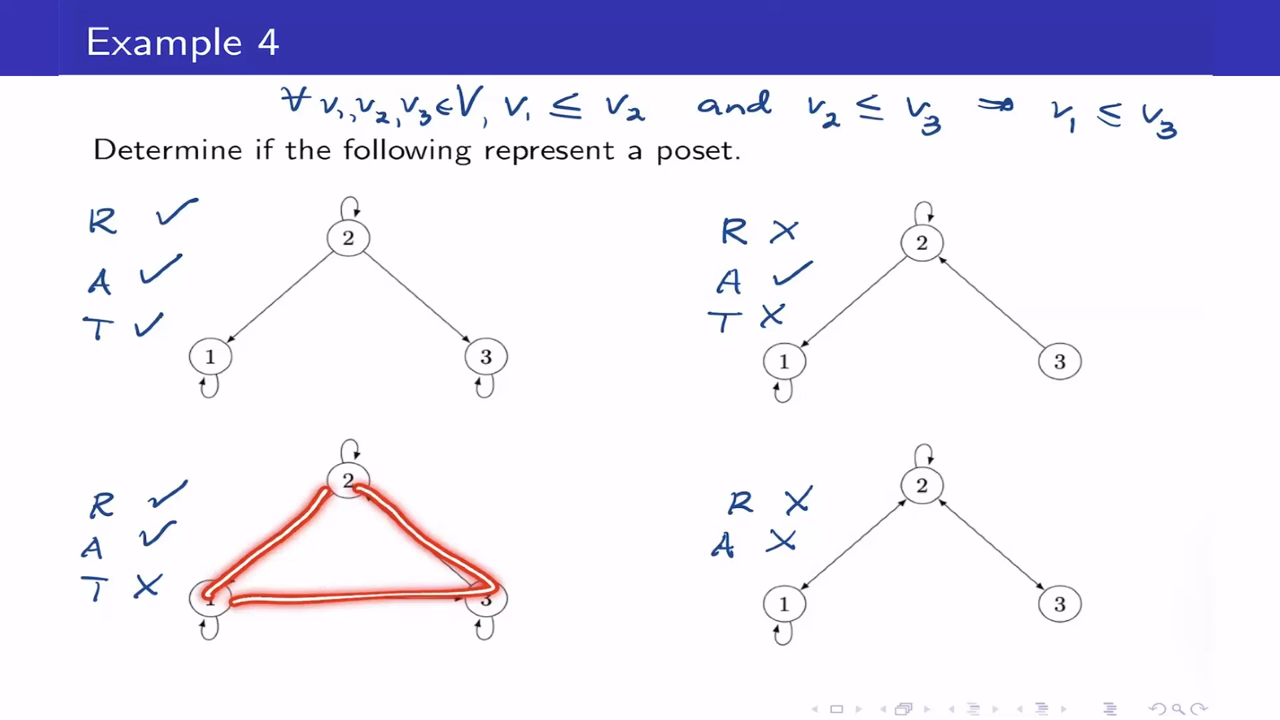 Example 4
∀ v₁, v₂, v₃ ∈ V, v₁ ≤ v₂ and v₂ ≤ v₃ ⇒ v₁ ≤ v₃
Determine if the following represent a poset.
R ✓
A ✓
T ✓
2
1
3
R ✗
A ✓
T ✗
2
1
3
R ✓
A ✓
T ✗
2
1
3
R ✗
A ✗
2
1
3